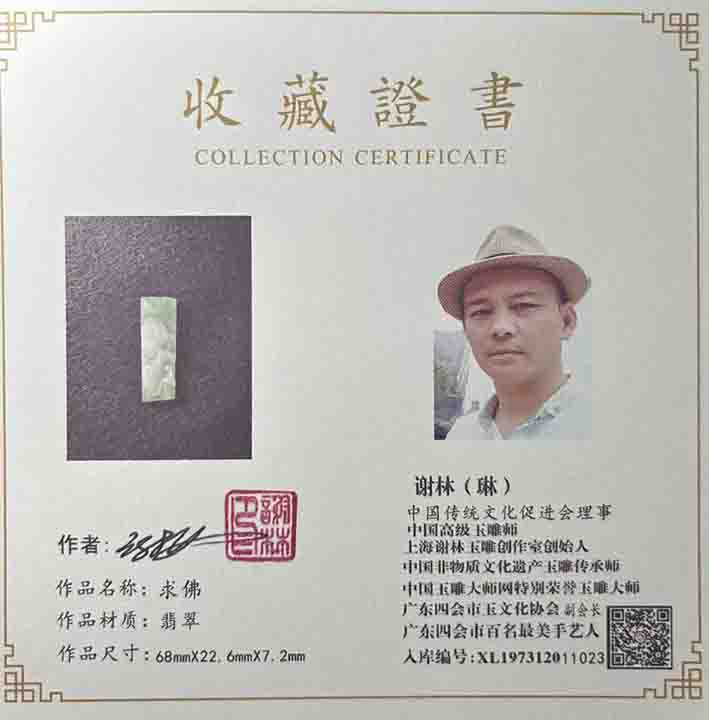 收藏證書
COLLECTION CERTIFICATE
谢林（琳）
中国传统文化促进会理事
中国高级玉雕师
上海谢林玉雕创作室创始人
中国非物质文化遗产玉雕传承师
中国玉雕大师网特别荣誉玉雕大师
广东四会市玉文化协会 副会长
广东四会市百名最美手艺人
入库编号:XL197312011023
作者:
作品名称: 求佛
作品材质: 翡翠
作品尺寸: 68mmX22.6mmX7.2mm